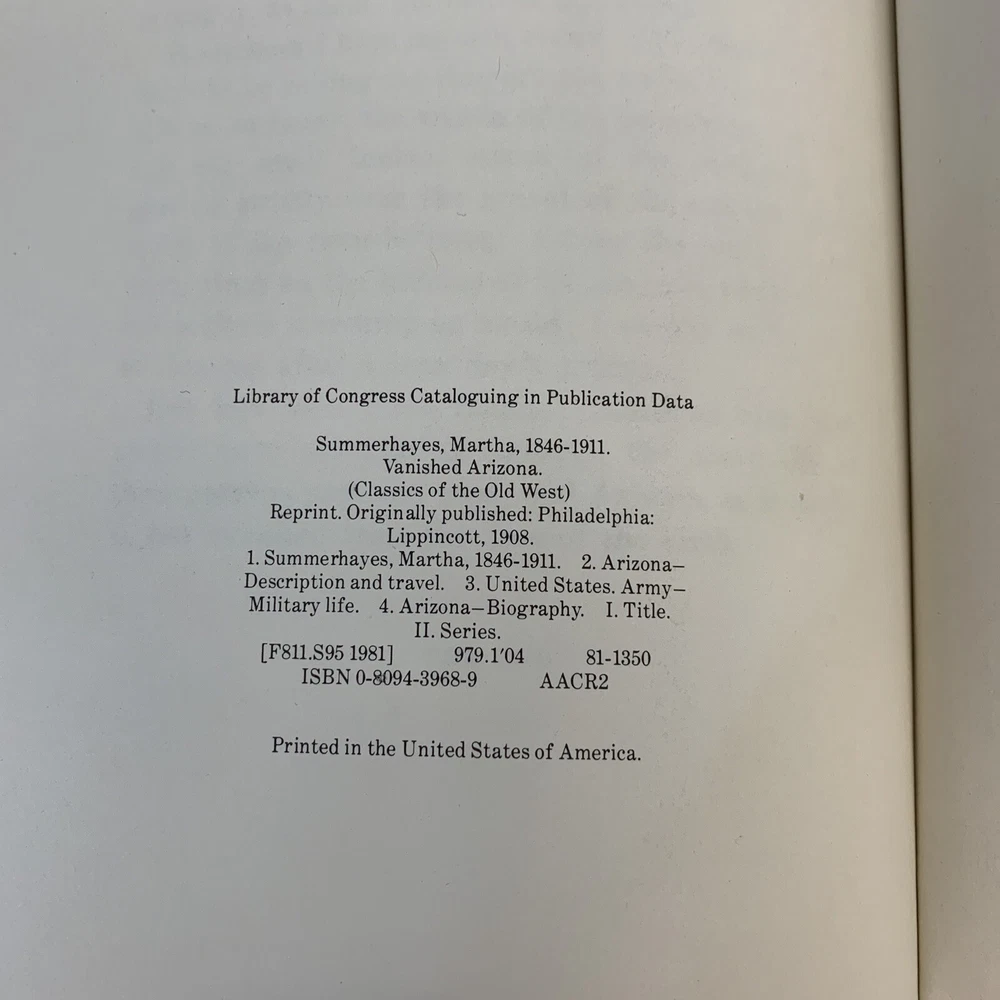 Library of Congress Cataloguing in Publication Data
Summerhayes, Martha, 1846-1911.
Vanished Arizona.
(Classics of the Old West)
Reprint. Originally published: Philadelphia:
Lippincott, 1908.
1. Summerhayes, Martha, 1846-1911. 2. Arizona—
Description and travel. 3. United States. Army—
Military life. 4. Arizona—Biography. I. Title.
II. Series.
[F811.S95 1981] 979.1′04 81-1350
ISBN 0-8094-3968-9 AACR2
Printed in the United States of America.